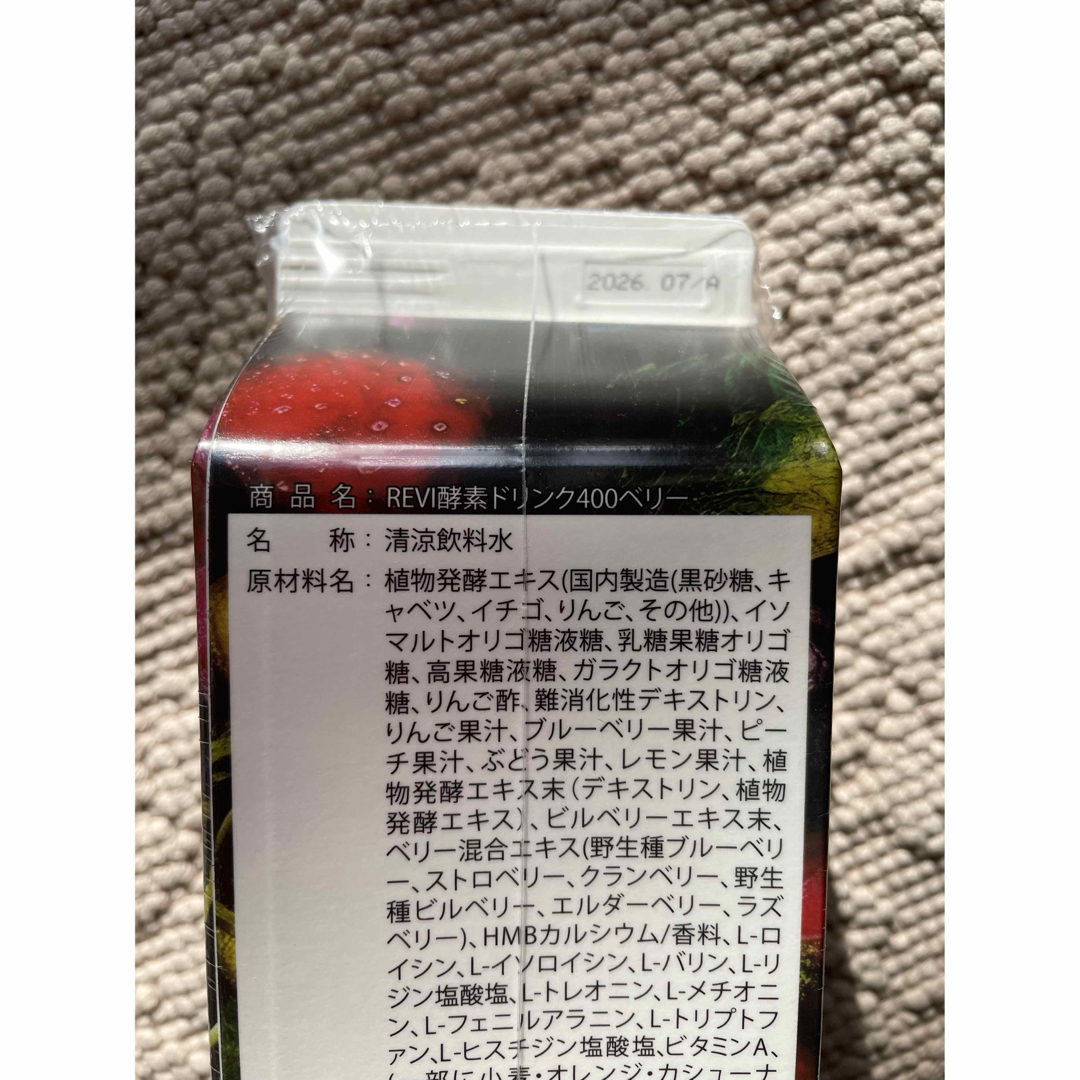 2026. 07/A
商品名：REVI酵素ドリンク400ベリー
名　　称：清涼飲料水
原材料名：植物発酵エキス(国内製造(黒砂糖、キ
ャベツ、イチゴ、りんご、その他))、イソ
マルトオリゴ糖液糖、乳糖果糖オリゴ
糖、高果糖液糖、ガラクトオリゴ糖液
糖、りんご酢、難消化性デキストリン、
りんご果汁、ブルーベリー果汁、ピー
チ果汁、ぶどう果汁、レモン果汁、植
物発酵エキス末（デキストリン、植物
発酵エキス）、ビルベリーエキス末、
ベリー混合エキス(野生種ブルーベリ
ー、ストロベリー、クランベリー、野生
種ビルベリー、エルダーベリー、ラズ
ベリー)、HMBカルシウム/香料、L-ロ
イシン、L-イソロイシン、L-バリン、L-リ
ジン塩酸塩、L-トレオニン、L-メチオニ
ン、L-フェニルアラニン、L-トリプトフ
ァン、L-ヒスチジン塩酸塩、ビタミンA、
部に小麦・オレンジ・カシューナ